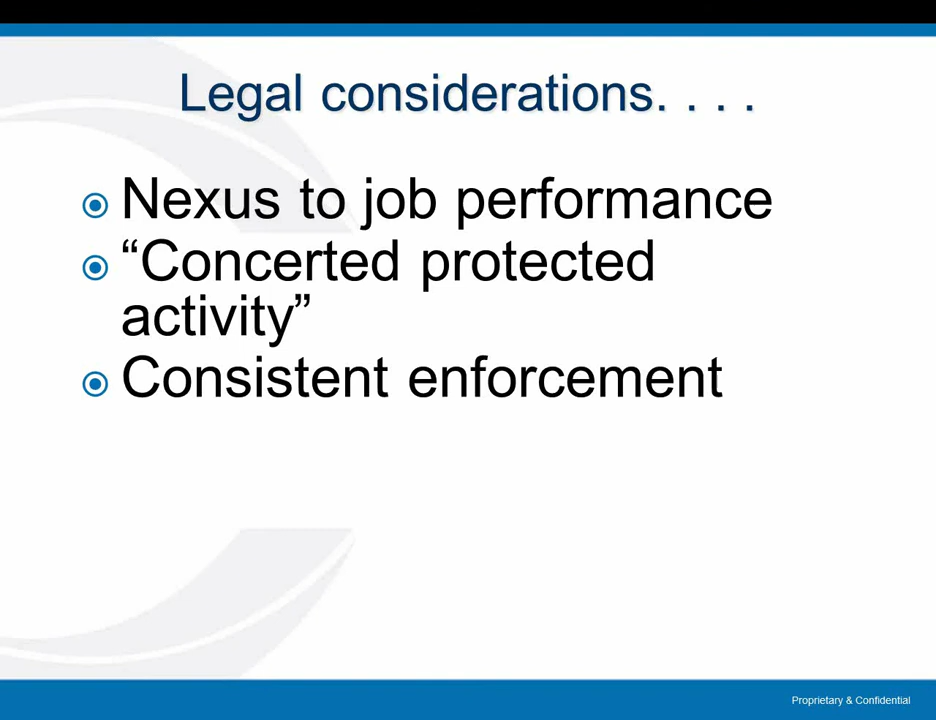 Legal considerations. . . .
Nexus to job performance
“Concerted protected
activity”
Consistent enforcement
Proprietary & Confidential